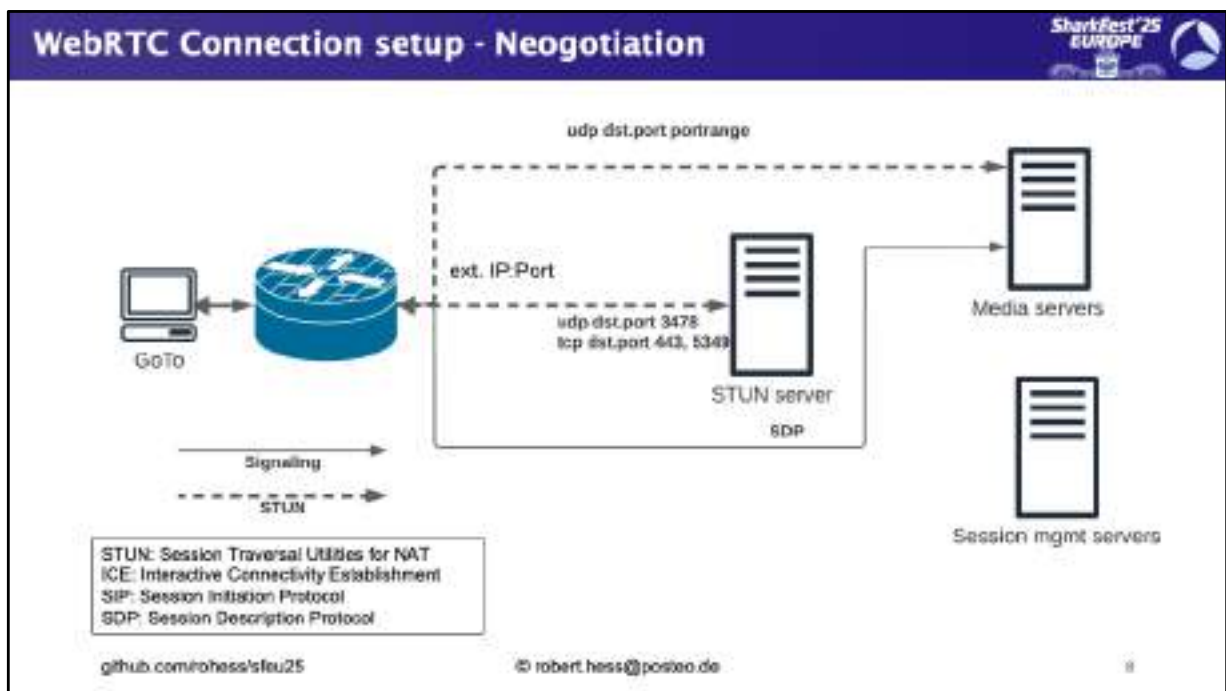 WebRTC Connection setup - Neogotiation
SharkFest'25
EUROPE
udp dst.port portrange
ext. IP:Port
udp dst.port 3478
tcp dst.port 443, 5349
GoTo
STUN server
Media servers
SDP
Signaling
STUN
Session mgmt servers
STUN: Session Traversal Utilities for NAT
ICE: Interactive Connectivity Establishment
SIP: Session Initiation Protocol
SDP: Session Description Protocol
github.com/rohess/sfeu25
© robert.hess@posteo.de